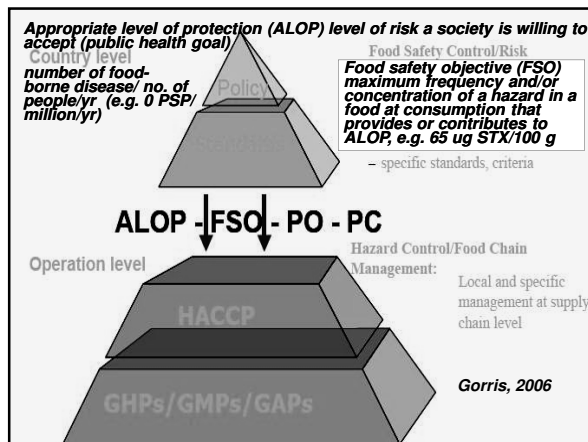 Appropriate level of protection (ALOP) level of risk a society is willing to
accept (public health goal)
Country level
number of food-
borne disease/ no. of
people/yr (e.g. 0 PSP/
million/yr)
Food Safety Control/Risk
Food safety objective (FSO)
maximum frequency and/or
concentration of a hazard in a
food at consumption that
provides or contributes to
ALOP, e.g. 65 ug STX/100 g
Policy
Standards
– specific standards, criteria
ALOP - FSO - PO - PC
Operation level
Hazard Control/Food Chain
Management:
Local and specific
management at supply
chain level
HACCP
GHPs/GMPs/GAPs
Gorris, 2006